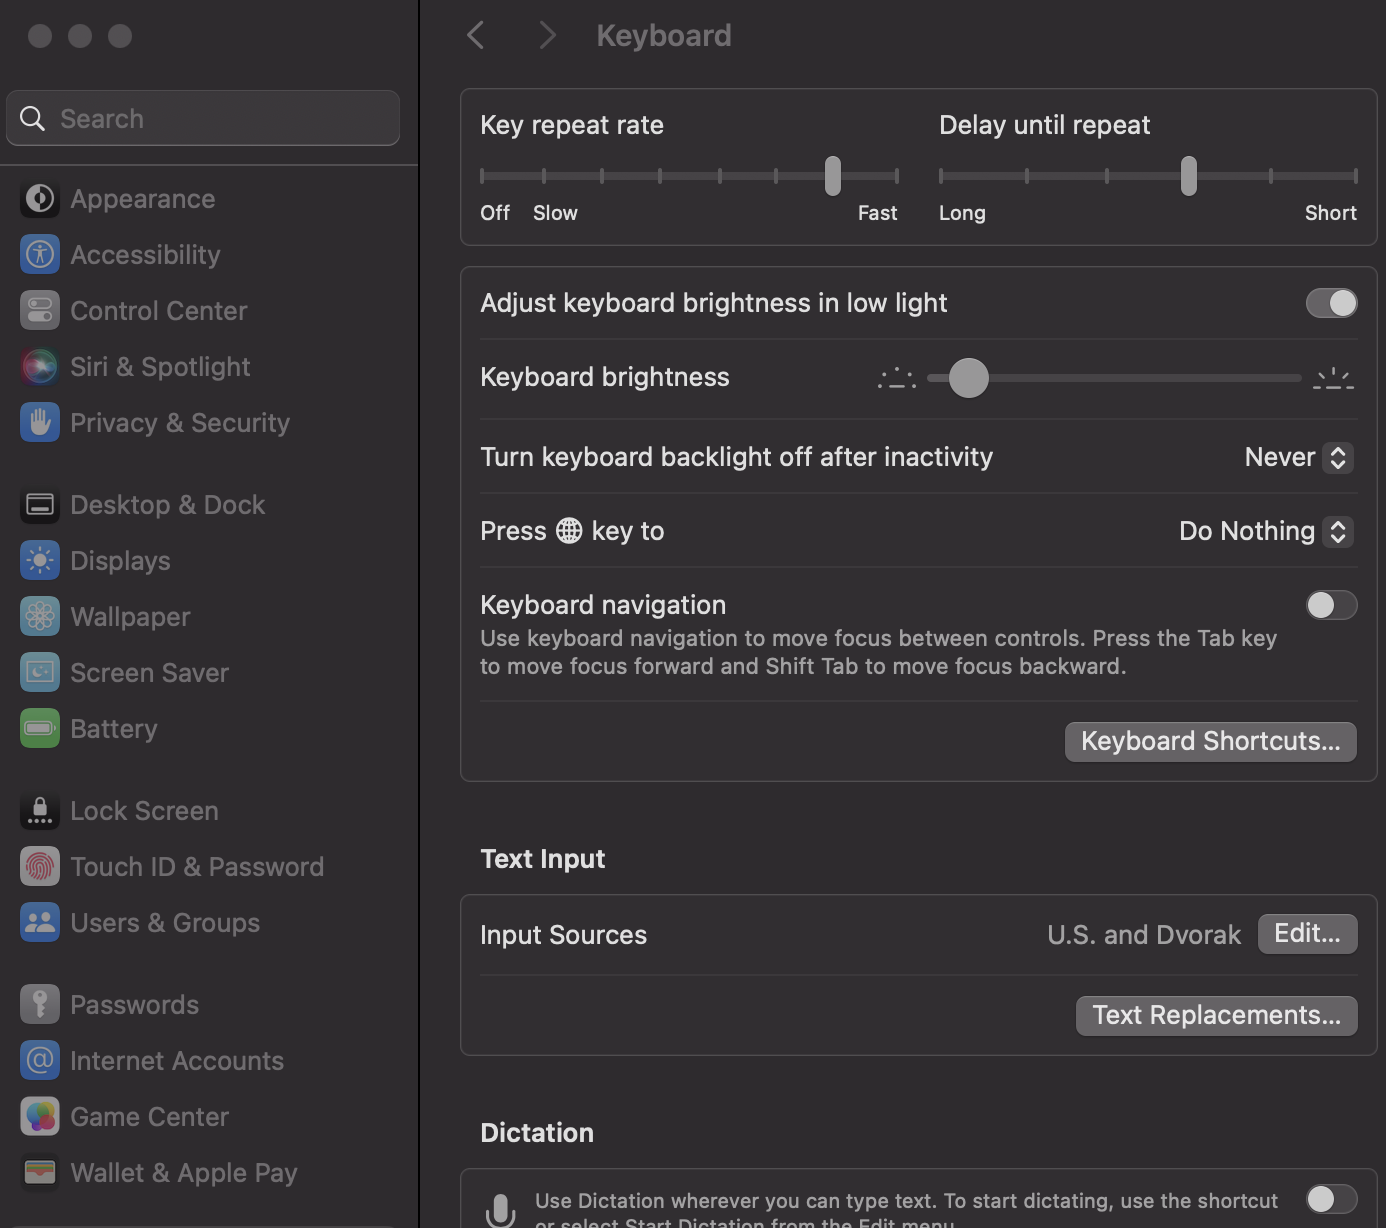 Keyboard
Search
Appearance
Accessibility
Control Center
Siri & Spotlight
Privacy & Security
Desktop & Dock
Displays
Wallpaper
Screen Saver
Battery
Lock Screen
Touch ID & Password
Users & Groups
Passwords
Internet Accounts
Game Center
Wallet & Apple Pay
Key repeat rate
Off Slow Fast
Delay until repeat
Long Short
Adjust keyboard brightness in low light
Keyboard brightness
Turn keyboard backlight off after inactivity Never
Press key to Do Nothing
Keyboard navigation
Use keyboard navigation to move focus between controls. Press the Tab key
to move focus forward and Shift Tab to move focus backward.
Keyboard Shortcuts...
Text Input
Input Sources U.S. and Dvorak Edit...
Text Replacements...
Dictation
Use Dictation wherever you can type text. To start dictating, use the shortcut
or select Start Dictation from the Edit menu.